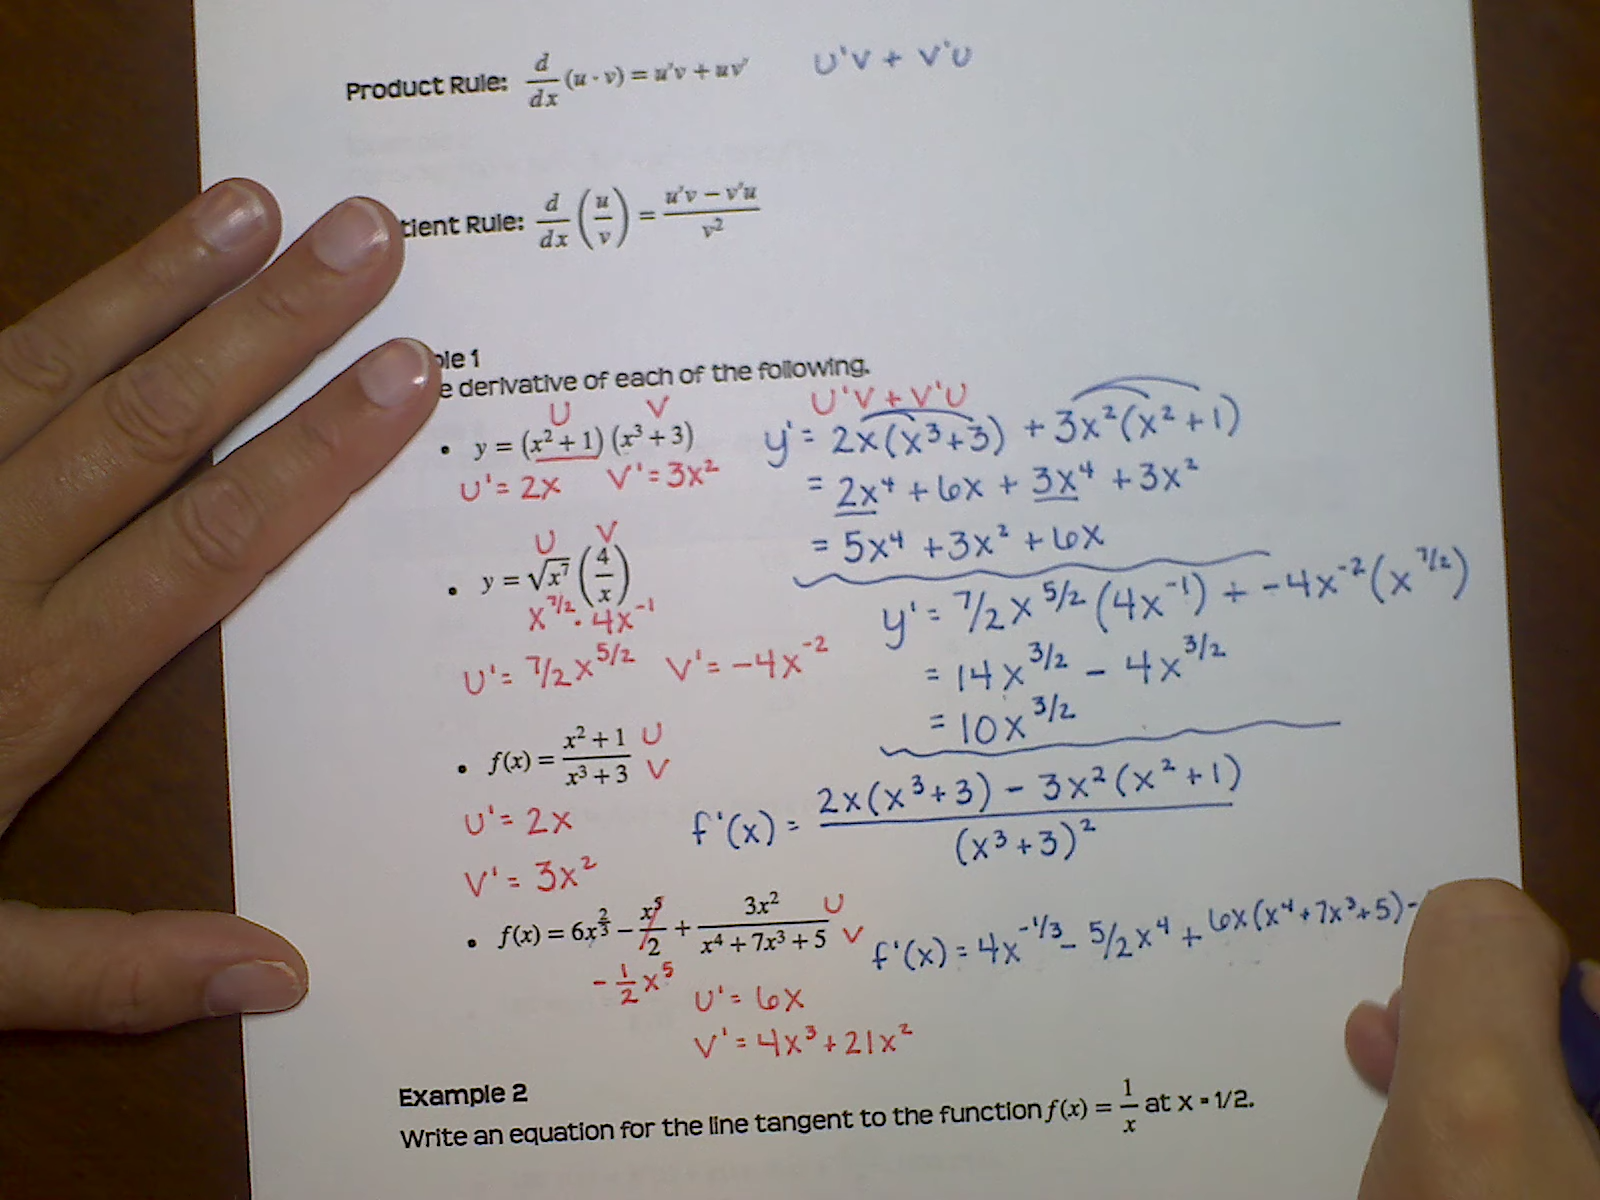 Product Rule: d/dx (u · v) = u'v + uv' U'V + V'U
tient Rule: d/dx (u/v) = (u'v − v'u)/v²
ple 1
e derivative of each of the following.
U V U'V + V'U
• y = (x² + 1) (x³ + 3) y' = 2x(x³+3) + 3x²(x² + 1)
U' = 2x V' = 3x² = 2x⁴ + 6x + 3x⁴ + 3x²
= 5x⁴ + 3x² + 6x
U V
• y = √x⁷ (4/x) y' = 7/2 x^5/2 (4x⁻¹) + -4x⁻² (x^7/2)
x^7/2 · 4x⁻¹
U' = 7/2 x^5/2 V' = -4x⁻² = 14x^3/2 - 4x^3/2
= 10x^3/2
• f(x) = (x² + 1)/(x³ + 3) U V
U' = 2x f'(x) = (2x(x³+3) - 3x²(x² + 1))/(x³+3)²
V' = 3x²
• f(x) = 6x^2/3 − x⁵/2 + 3x²/(x⁴ + 7x³ + 5) U V f'(x) = 4x^-1/3 - 5/2 x⁴ + 6x(x⁴+7x³+5) -
- 1/2 x⁵ U' = 6x
V' = 4x³ + 21x²
Example 2
Write an equation for the line tangent to the function f(x) = 1/x at x = 1/2.